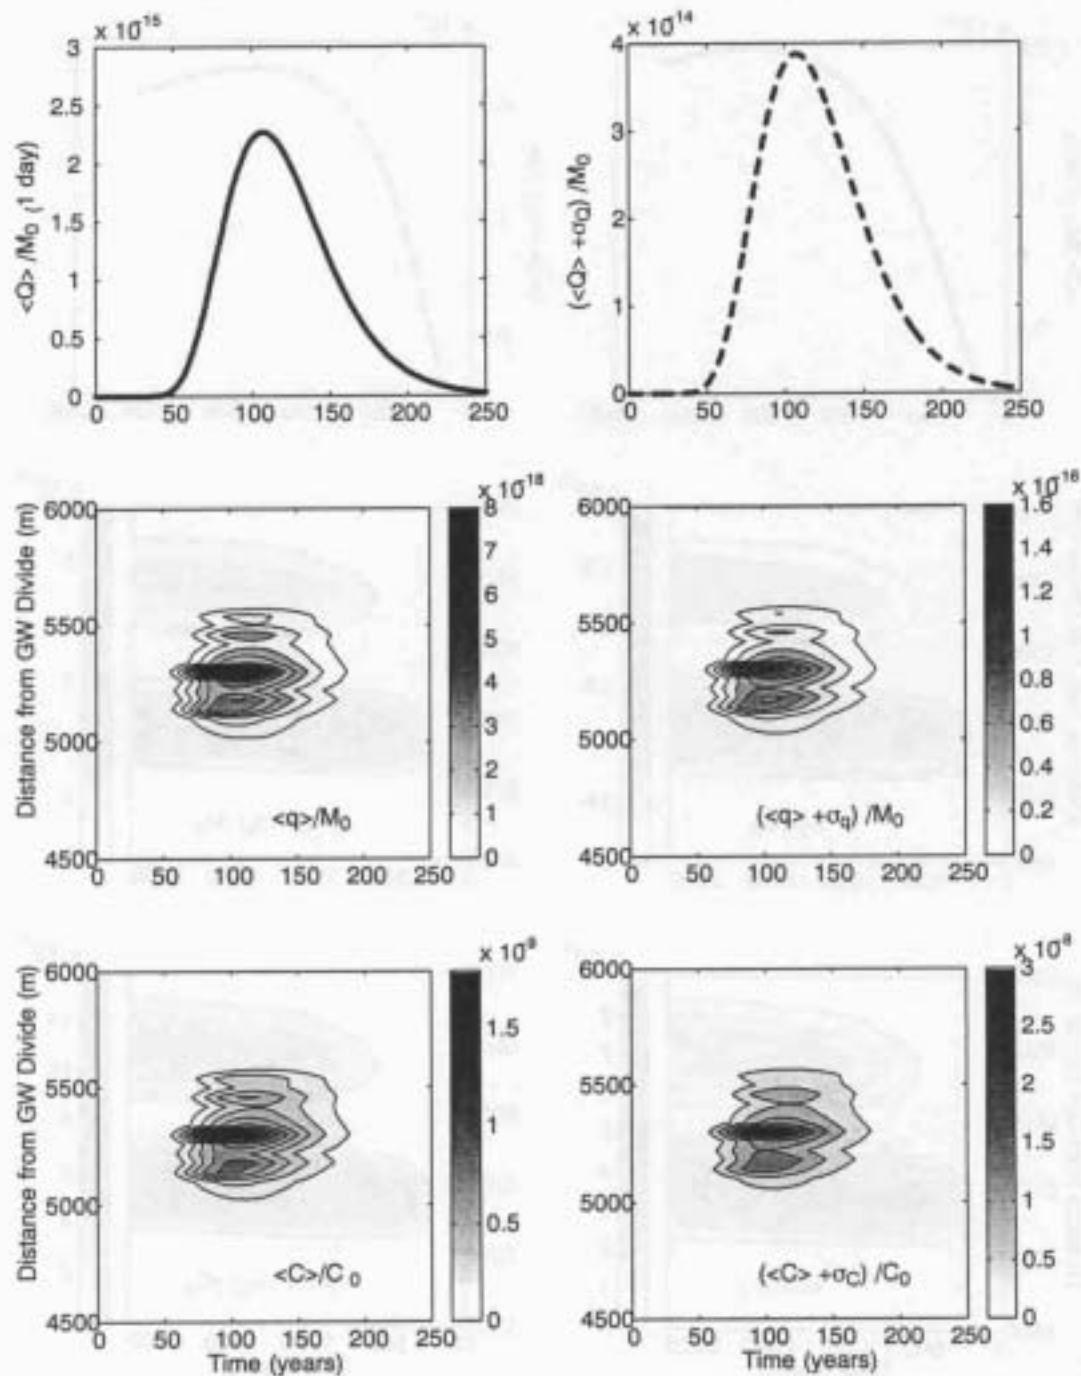 x 10-15
3
2.5
2
1.5
1
0.5
0
<Q> /M0 (1 day)
0 50 100 150 200 250
x 10-14
4
3
2
1
0
(<Q> +σQ) /M0
0 50 100 150 200 250
Distance from GW Divide (m)
6000
5500
5000
4500
<q>/M0
0 50 100 150 200 250
x 10-18
8
7
6
5
4
3
2
1
0
6000
5500
5000
4500
(<q> +σq) /M0
0 50 100 150 200 250
x 10-16
1.6
1.4
1.2
1
0.8
0.6
0.4
0.2
0
Distance from GW Divide (m)
6000
5500
5000
4500
<C>/C 0
0 50 100 150 200 250
Time (years)
x 10-9
1.5
1
0.5
0
6000
5500
5000
4500
(<C> +σC) /C0
0 50 100 150 200 250
Time (years)
x 10-8
3
2.5
2
1.5
1
0.5
0